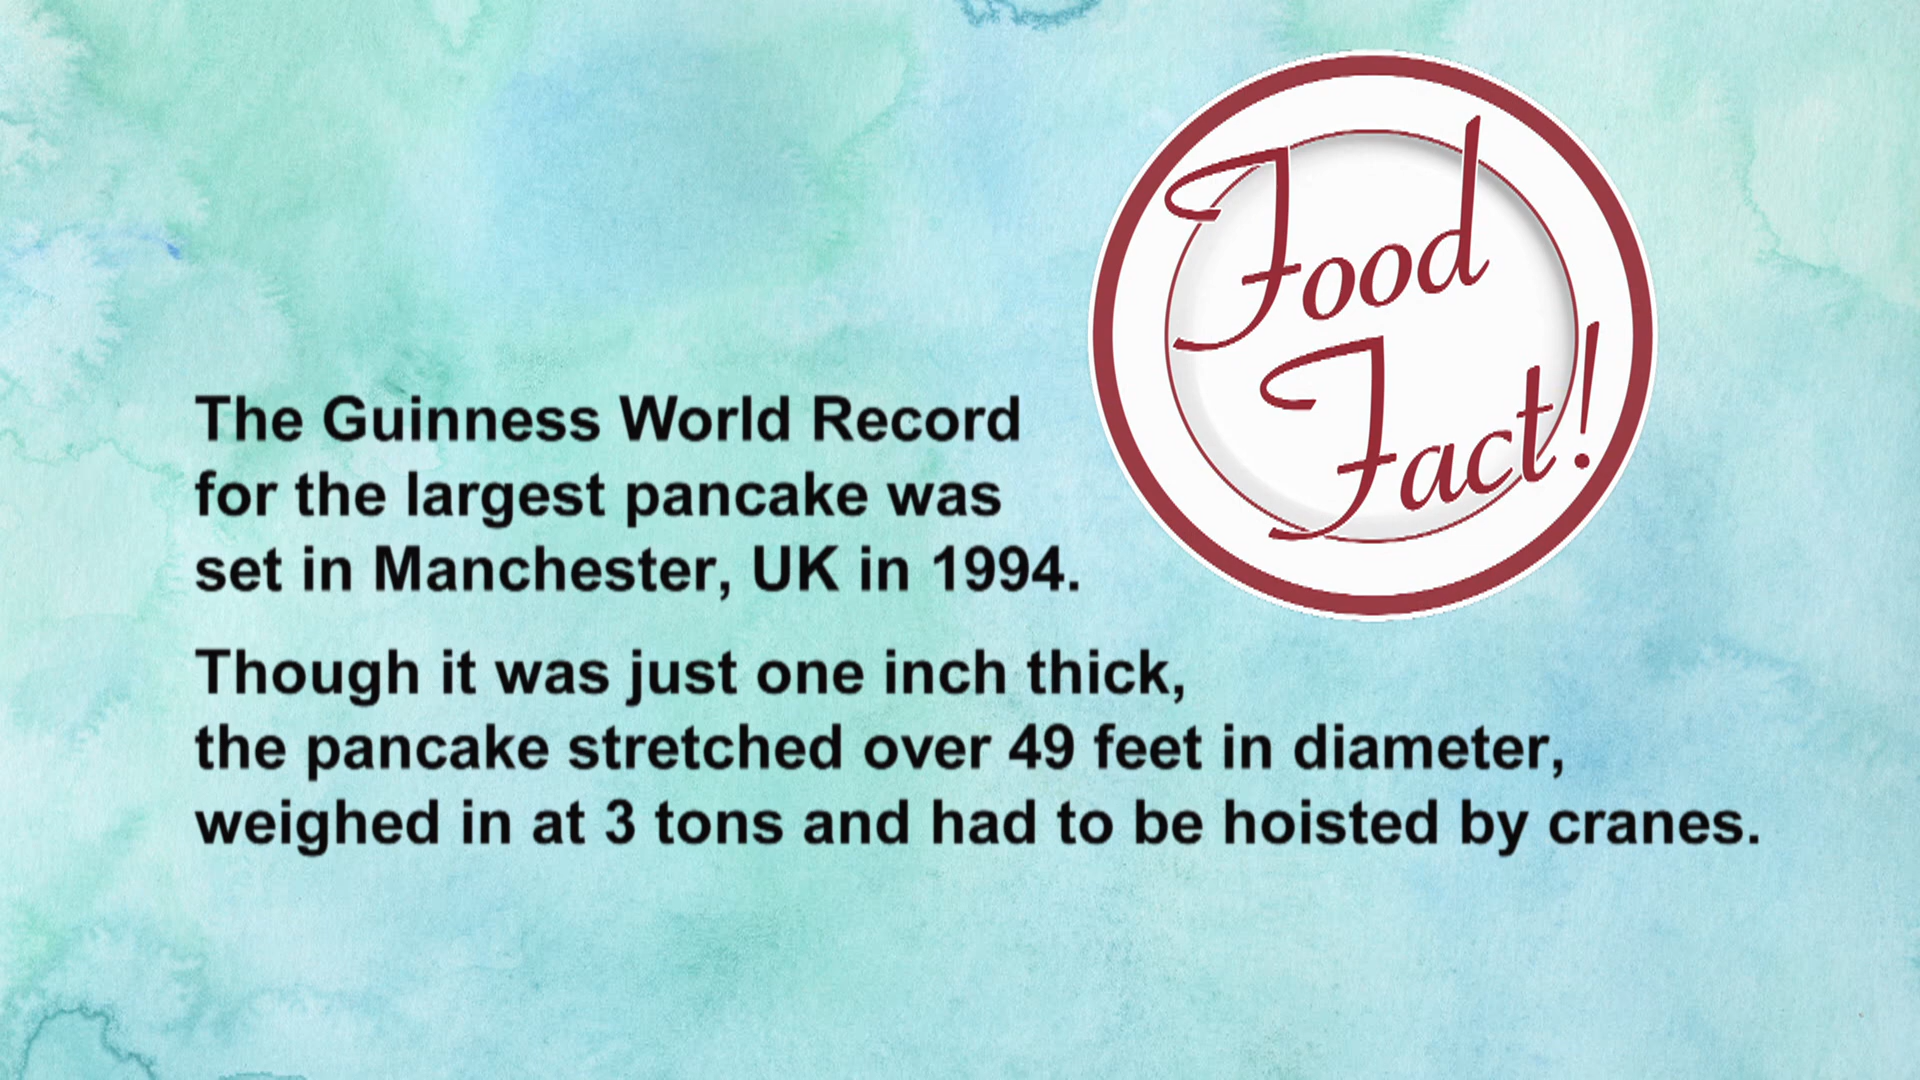 Food
Fact!
The Guinness World Record
for the largest pancake was
set in Manchester, UK in 1994.
Though it was just one inch thick,
the pancake stretched over 49 feet in diameter,
weighed in at 3 tons and had to be hoisted by cranes.